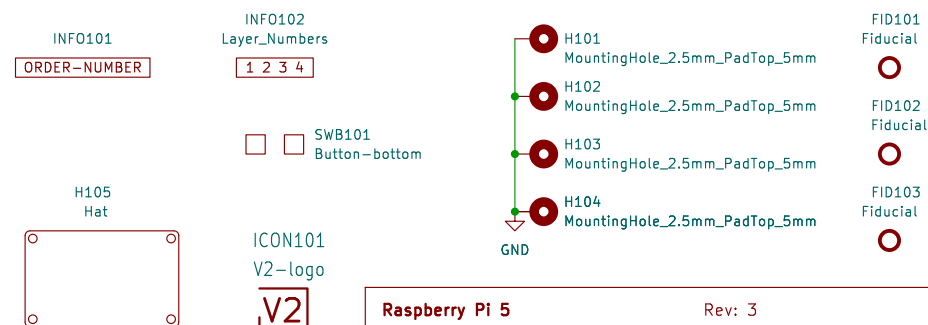 INFO101
ORDER-NUMBER
INFO102
Layer_Numbers
1 2 3 4
SWB101
Button-bottom
H101
MountingHole_2.5mm_PadTop_5mm
H102
MountingHole_2.5mm_PadTop_5mm
H103
MountingHole_2.5mm_PadTop_5mm
H104
MountingHole_2.5mm_PadTop_5mm
GND
FID101
Fiducial
FID102
Fiducial
FID103
Fiducial
H105
Hat
ICON101
V2-logo
V2
Raspberry Pi 5
Rev: 3